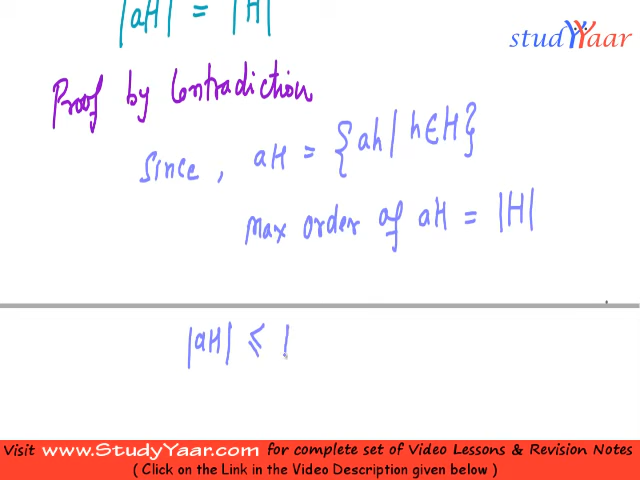 |aH| = |H|
studYYaar
Proof by Contradiction
Since, aH = {ah | h∈H}
Max order of aH = |H|
|aH| ⩽ |
Visit www.StudyYaar.com for complete set of Video Lessons & Revision Notes
( Click on the Link in the Video Description given below )